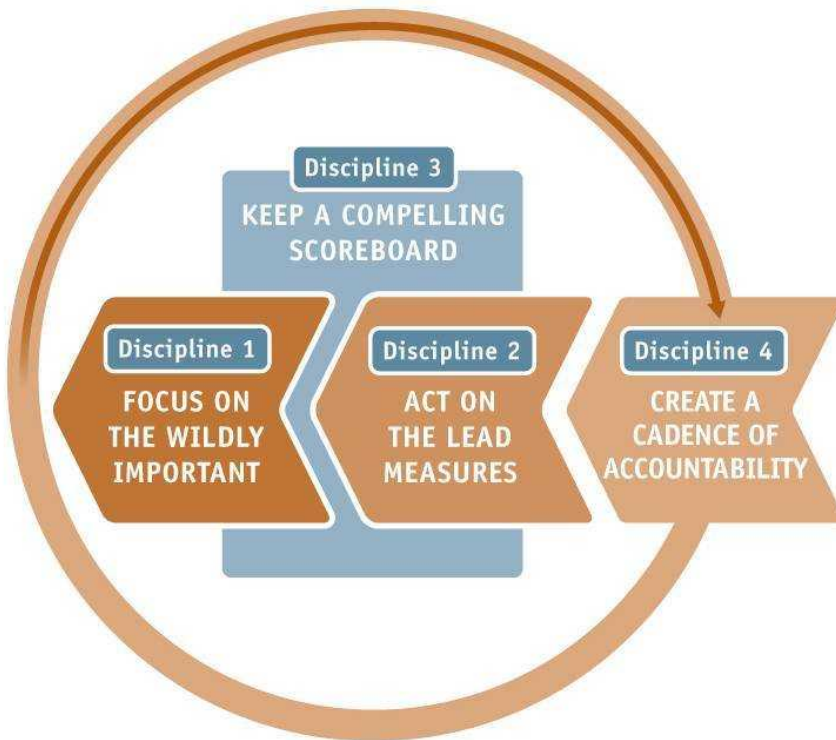 Discipline 3
KEEP A COMPELLING
SCOREBOARD
Discipline 1
FOCUS ON
THE WILDLY
IMPORTANT
Discipline 2
ACT ON
THE LEAD
MEASURES
Discipline 4
CREATE A
CADENCE OF
ACCOUNTABILITY